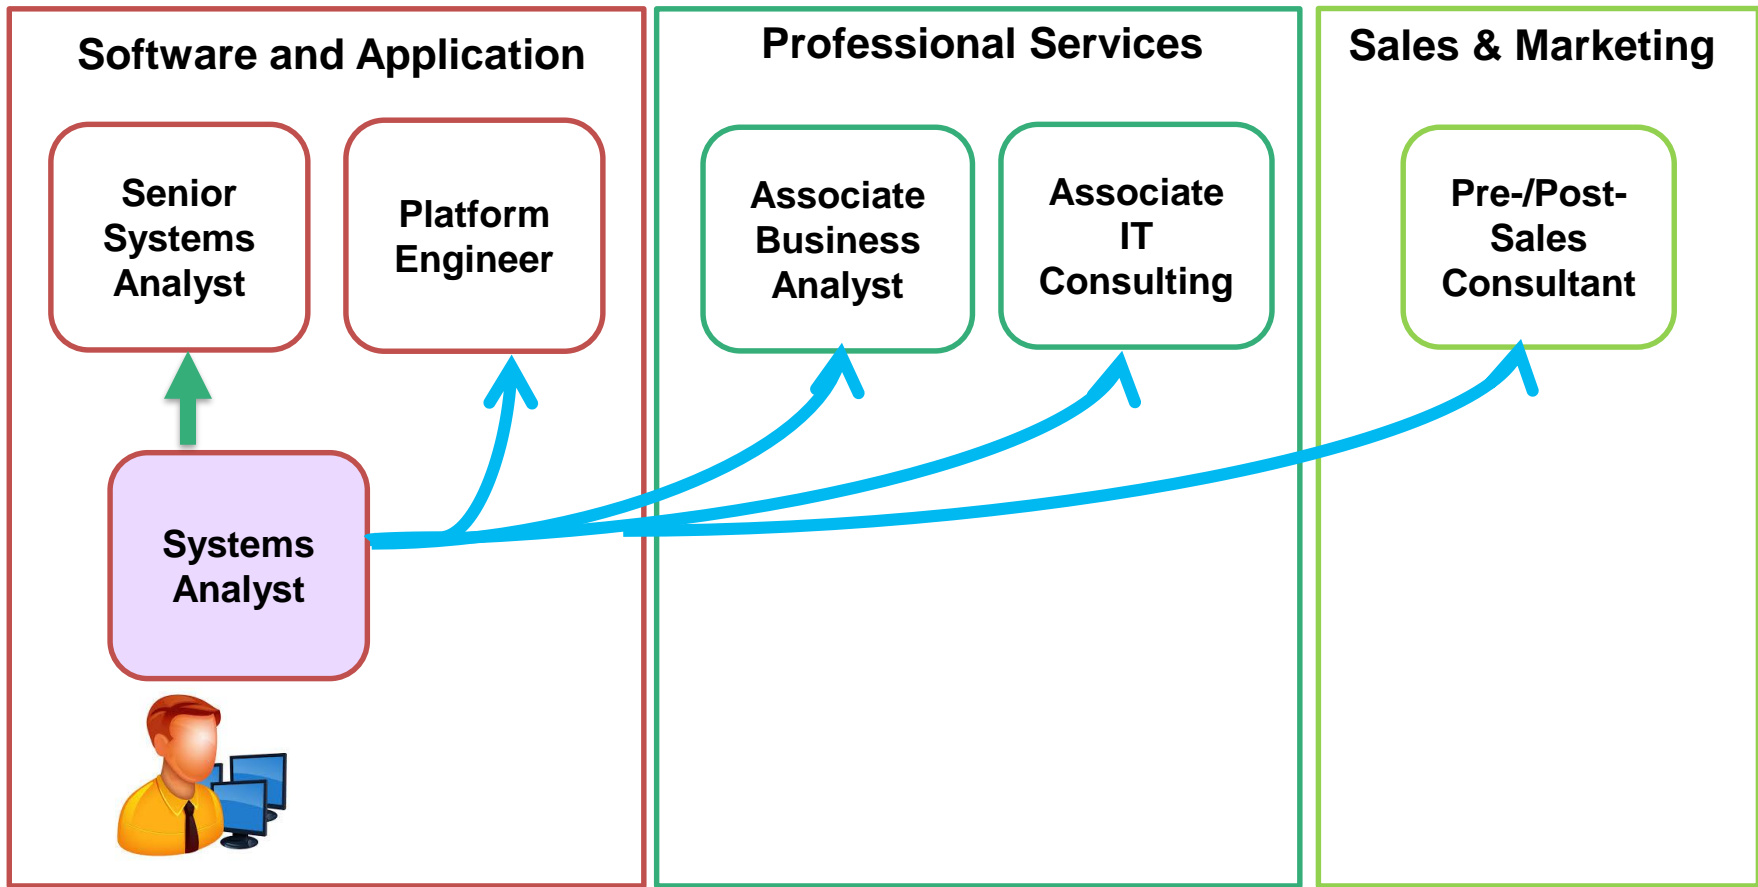 Software and Application
Professional Services
Sales & Marketing
Senior
Systems
Analyst
Platform
Engineer
Associate
Business
Analyst
Associate
IT
Consulting
Pre-/Post-
Sales
Consultant
Systems
Analyst